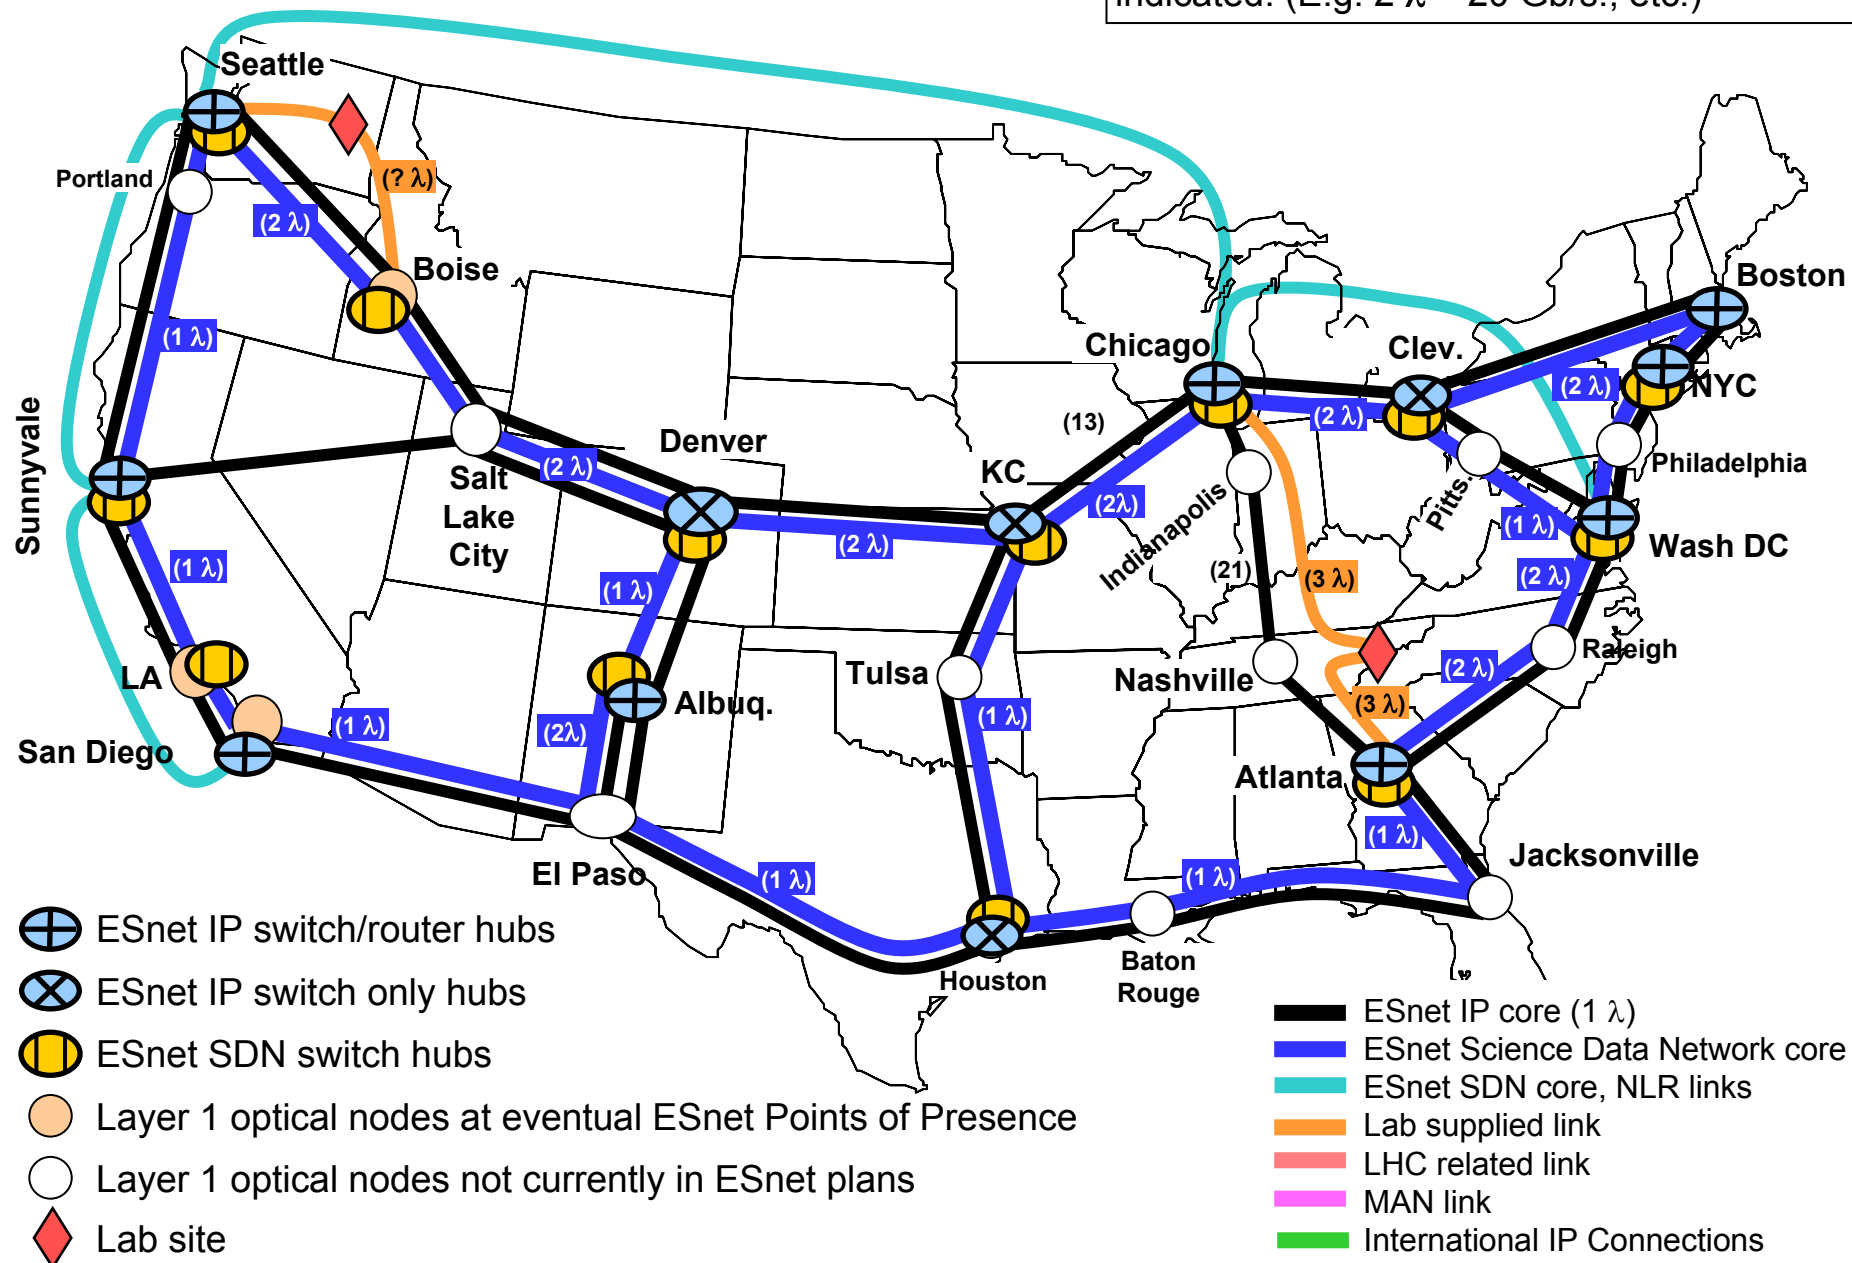 indicated. (E.g. 2 λ – 20 Gb/s., etc.)
Seattle
Portland
(? λ)
(2 λ)
Boise
Boston
(1 λ)
Chicago
Clev.
(2 λ)
NYC
Sunnyvale
(13)
(2 λ)
Denver
KC
Philadelphia
Salt
Lake
City
(2 λ)
(2λ)
Indianapolis
Pitts.
(1 λ)
Wash DC
(2 λ)
(1 λ)
(1 λ)
(21)
(3 λ)
(2 λ)
Raleigh
LA
Tulsa
Nashville
(2 λ)
Albuq.
(3 λ)
San Diego
(1 λ)
(2λ)
(1 λ)
Atlanta
(1 λ)
Jacksonville
El Paso
(1 λ)
(1 λ)
Houston
Baton
Rouge
ESnet IP switch/router hubs
ESnet IP switch only hubs
ESnet SDN switch hubs
Layer 1 optical nodes at eventual ESnet Points of Presence
Layer 1 optical nodes not currently in ESnet plans
Lab site
ESnet IP core (1 λ)
ESnet Science Data Network core
ESnet SDN core, NLR links
Lab supplied link
LHC related link
MAN link
International IP Connections